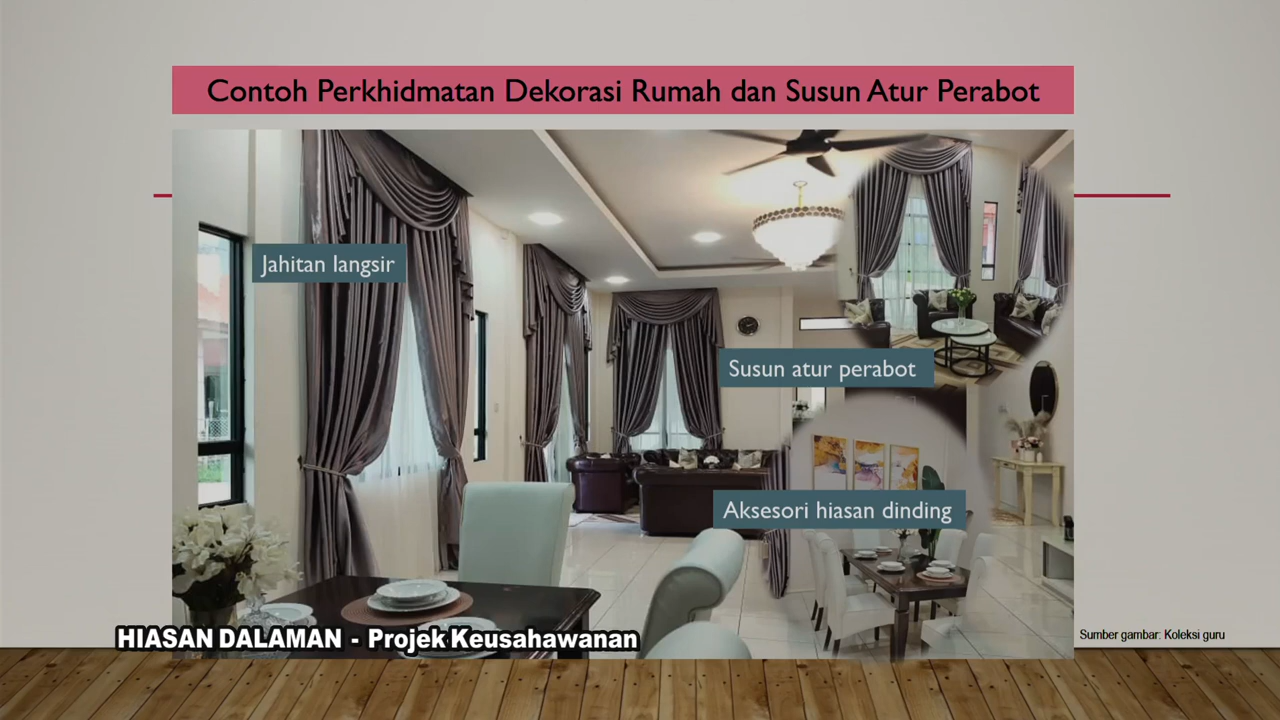 Contoh Perkhidmatan Dekorasi Rumah dan Susun Atur Perabot
Jahitan langsir
Susun atur perabot
Aksesori hiasan dinding
HIASAN DALAMAN - Projek Keusahawanan
Sumber gambar: Koleksi guru